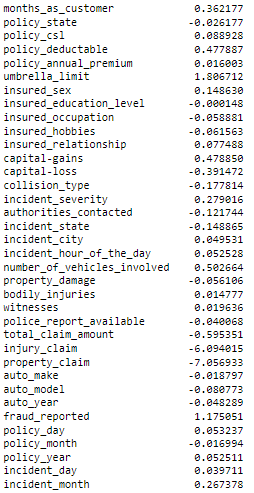 months_as_customer 0.362177
policy_state -0.026177
policy_csl 0.088928
policy_deductable 0.477887
policy_annual_premium 0.016003
umbrella_limit 1.806712
insured_sex 0.148630
insured_education_level -0.000148
insured_occupation -0.058881
insured_hobbies -0.061563
insured_relationship 0.077488
capital-gains 0.478850
capital-loss -0.391472
collision_type -0.177814
incident_severity 0.279016
authorities_contacted -0.121744
incident_state -0.148865
incident_city 0.049531
incident_hour_of_the_day 0.052528
number_of_vehicles_involved 0.502664
property_damage -0.056106
bodily_injuries 0.014777
witnesses 0.019636
police_report_available -0.040068
total_claim_amount -0.595351
injury_claim -6.094015
property_claim -7.056933
auto_make -0.018797
auto_model -0.080773
auto_year -0.048289
fraud_reported 1.175051
policy_day 0.053237
policy_month -0.016994
policy_year 0.052511
incident_day 0.039711
incident_month 0.267378